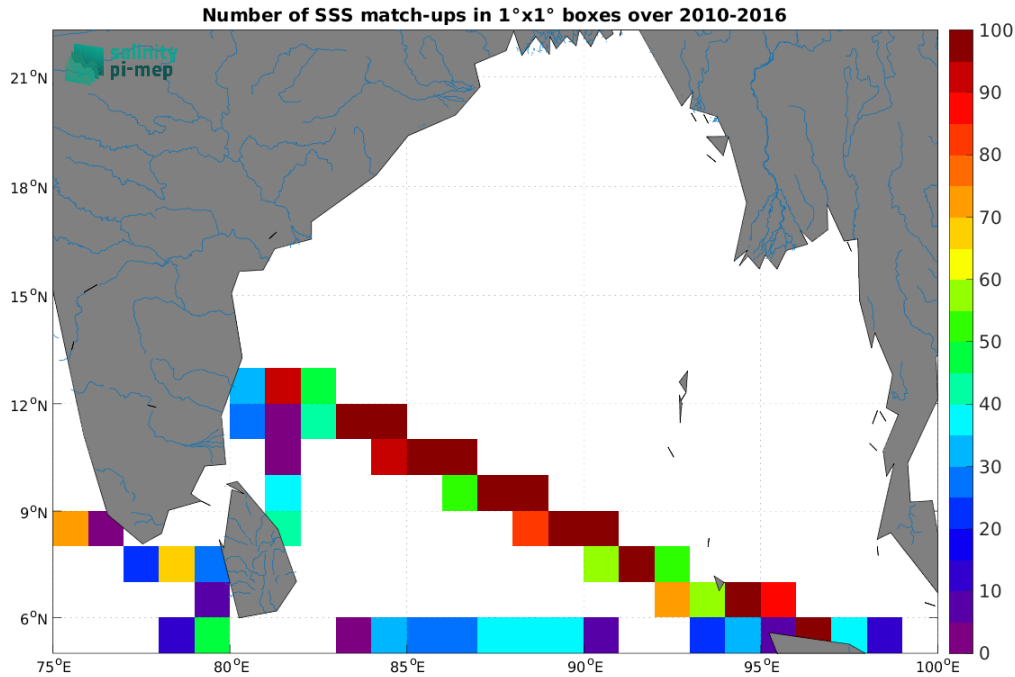 Number of SSS match-ups in 1°x1° boxes over 2010-2016
salinity
pi-mep
21°N
18°N
15°N
12°N
9°N
6°N
75°E 80°E 85°E 90°E 95°E 100°E
100
90
80
70
60
50
40
30
20
10
0